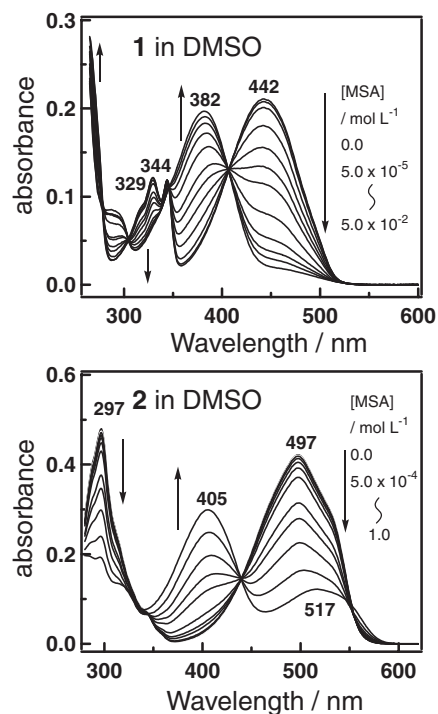 1 in DMSO
0.3
0.2
0.1
0.0
absorbance
329
344
382
442
[MSA]
/ mol L⁻¹
0.0
5.0 x 10⁻⁵
5.0 x 10⁻²
300
400
500
600
Wavelength / nm
2 in DMSO
0.6
0.4
0.2
0.0
absorbance
297
405
497
517
[MSA]
/ mol L⁻¹
0.0
5.0 x 10⁻⁴
1.0
300
400
500
600
Wavelength / nm